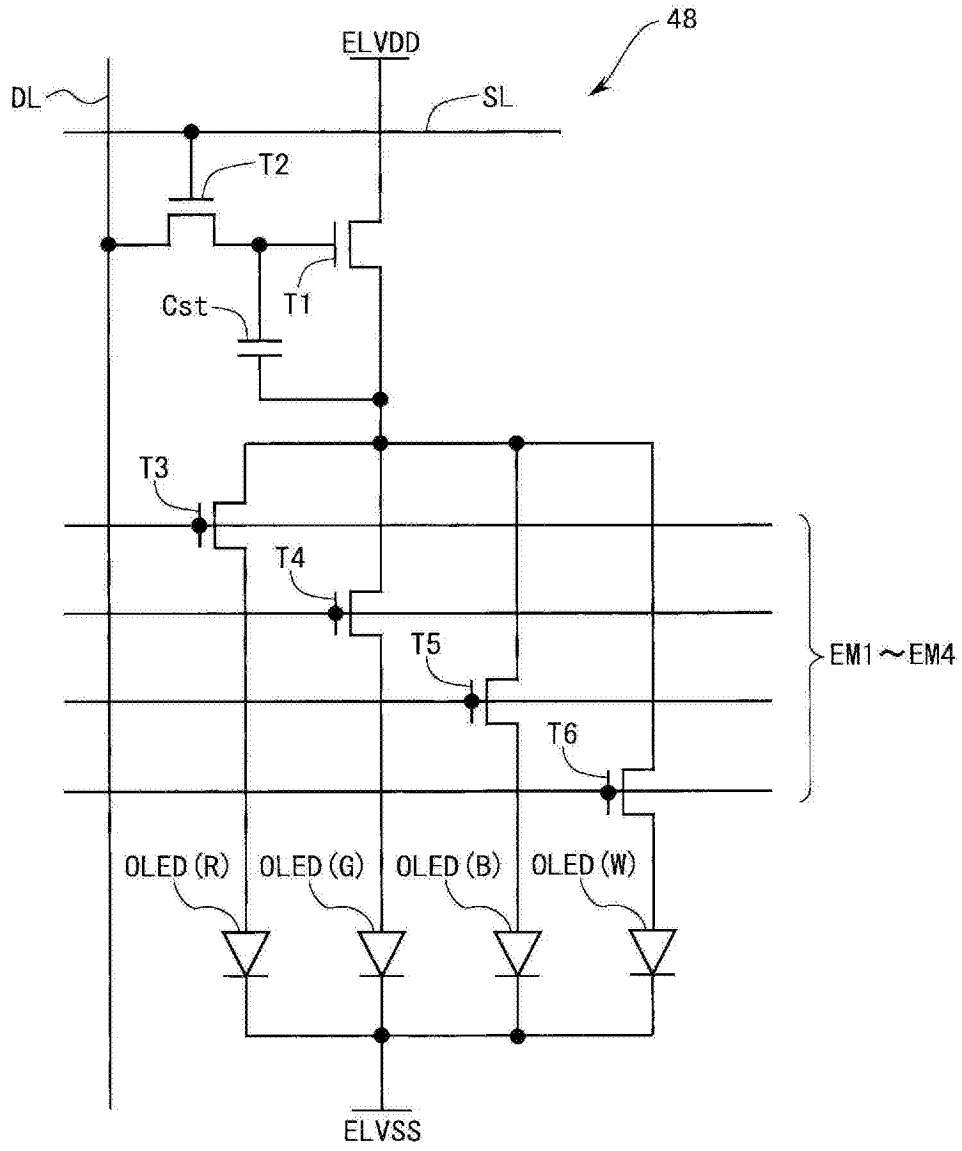 48
ELVDD
DL
SL
T2
Cst
T1
T3
T4
T5
EM1～EM4
T6
OLED(R)
OLED(G)
OLED(B)
OLED(W)
ELVSS